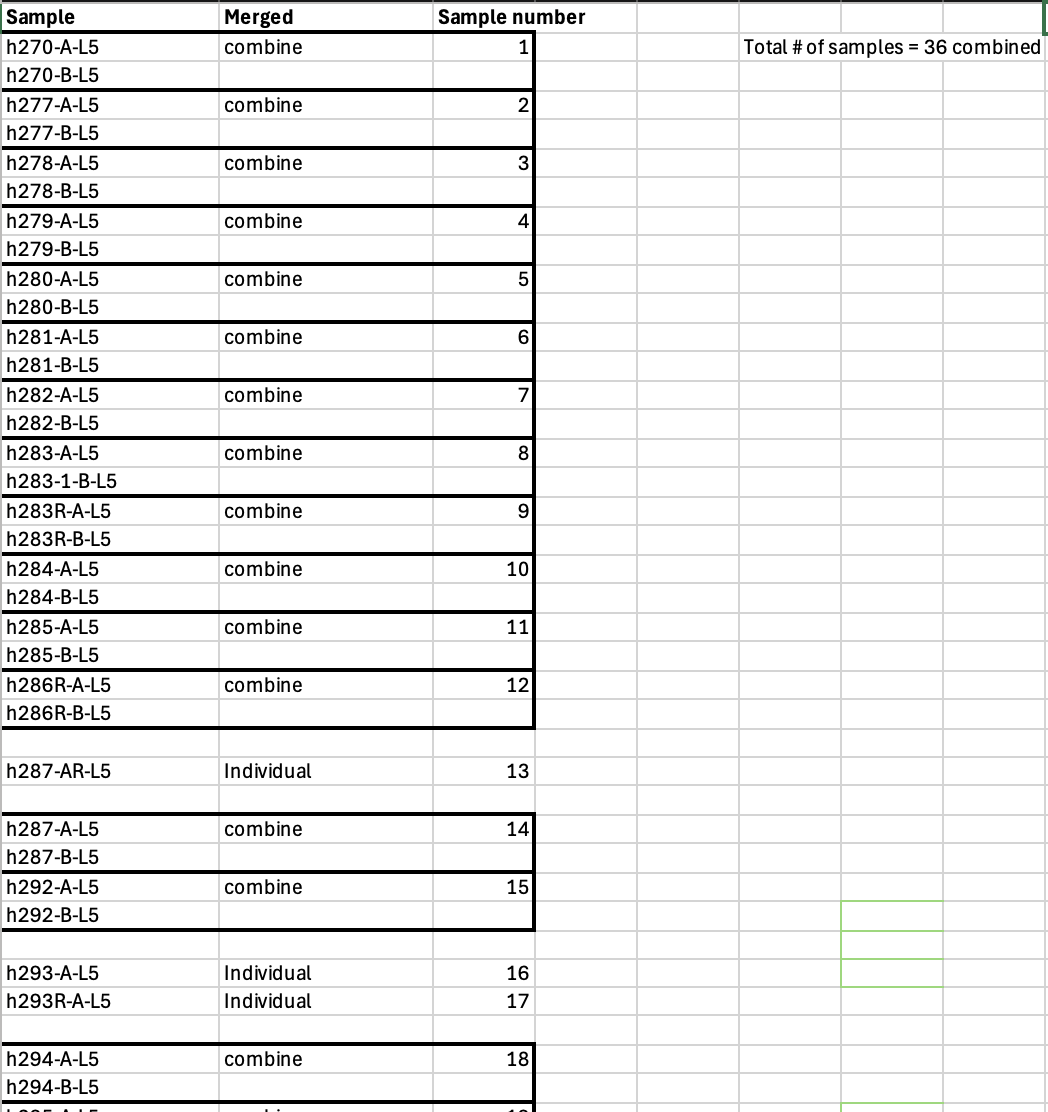 Sample Merged Sample number
h270-A-L5 combine 1 Total # of samples = 36 combined
h270-B-L5
h277-A-L5 combine 2
h277-B-L5
h278-A-L5 combine 3
h278-B-L5
h279-A-L5 combine 4
h279-B-L5
h280-A-L5 combine 5
h280-B-L5
h281-A-L5 combine 6
h281-B-L5
h282-A-L5 combine 7
h282-B-L5
h283-A-L5 combine 8
h283-1-B-L5
h283R-A-L5 combine 9
h283R-B-L5
h284-A-L5 combine 10
h284-B-L5
h285-A-L5 combine 11
h285-B-L5
h286R-A-L5 combine 12
h286R-B-L5
h287-AR-L5 Individual 13
h287-A-L5 combine 14
h287-B-L5
h292-A-L5 combine 15
h292-B-L5
h293-A-L5 Individual 16
h293R-A-L5 Individual 17
h294-A-L5 combine 18
h294-B-L5